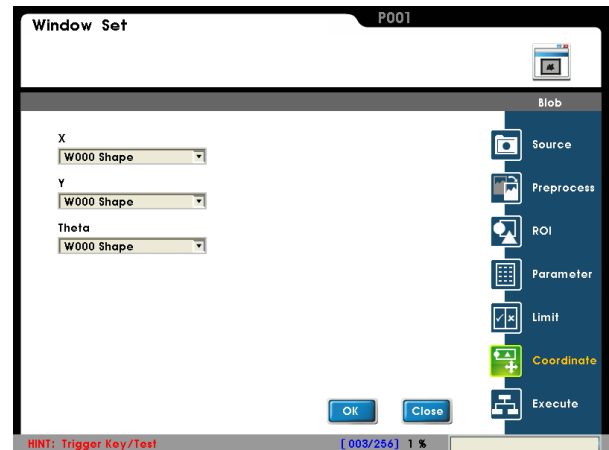 P001
Window Set
Blob
X
W000 Shape
Y
W000 Shape
Theta
W000 Shape
Source
Preprocess
ROI
Parameter
Limit
Coordinate
Execute
OK Close
HINT: Trigger Key/Test [003/256] 1 %